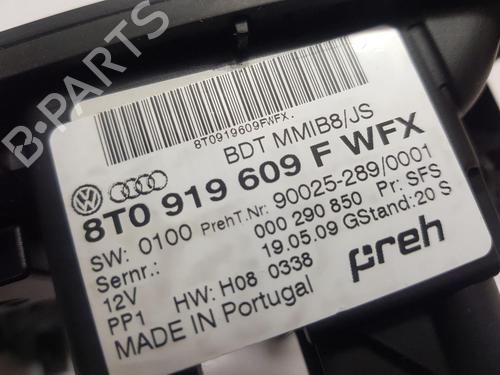 8T0919609FWFX.
BDT MMIB8/JS
8T0 919 609 F WFX
SW: 0100 PrehT.Nr: 90025-289/0001
Sernr.: 000 290 850 Pr: SFS
12V 19.05.09 GStand: 20 S
PP1 HW: H08 0338
MADE IN Portugal
preh
B-PARTS